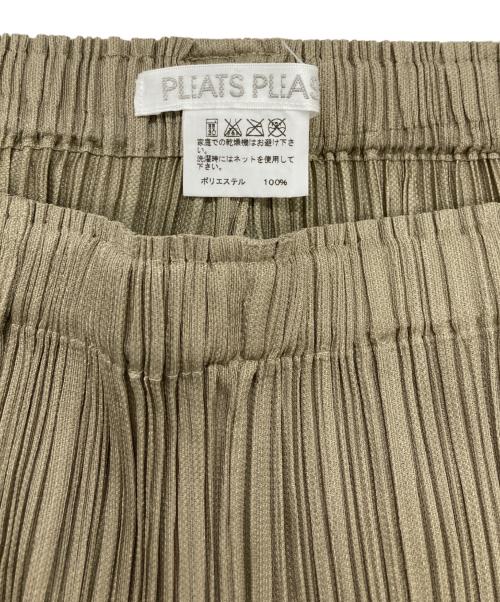 PLEATS PLEAS
家庭での乾燥機はお避け下さ
い。
洗濯時にはネットを使用して
下さい。
ポリエステル 100%